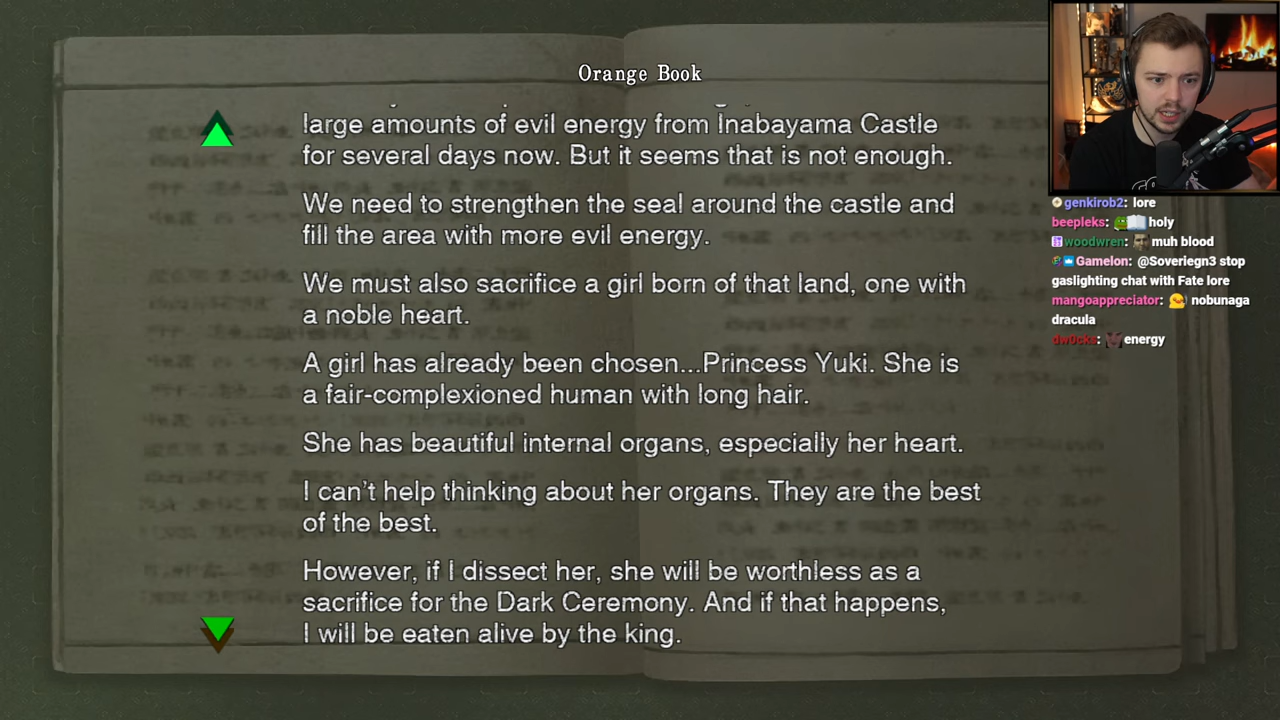 Orange Book
large amounts of evil energy from Inabayama Castle
for several days now. But it seems that is not enough.
We need to strengthen the seal around the castle and
fill the area with more evil energy.
We must also sacrifice a girl born of that land, one with
a noble heart.
A girl has already been chosen...Princess Yuki. She is
a fair-complexioned human with long hair.
She has beautiful internal organs, especially her heart.
I can't help thinking about her organs. They are the best
of the best.
However, if I dissect her, she will be worthless as a
sacrifice for the Dark Ceremony. And if that happens,
I will be eaten alive by the king.
genkirob2: lore
beepleks: holy
woodwren: muh blood
Gamelon: @Soveriegn3 stop
gaslighting chat with Fate lore
mangoappreciator: nobunaga
dracula
dw0cks: energy